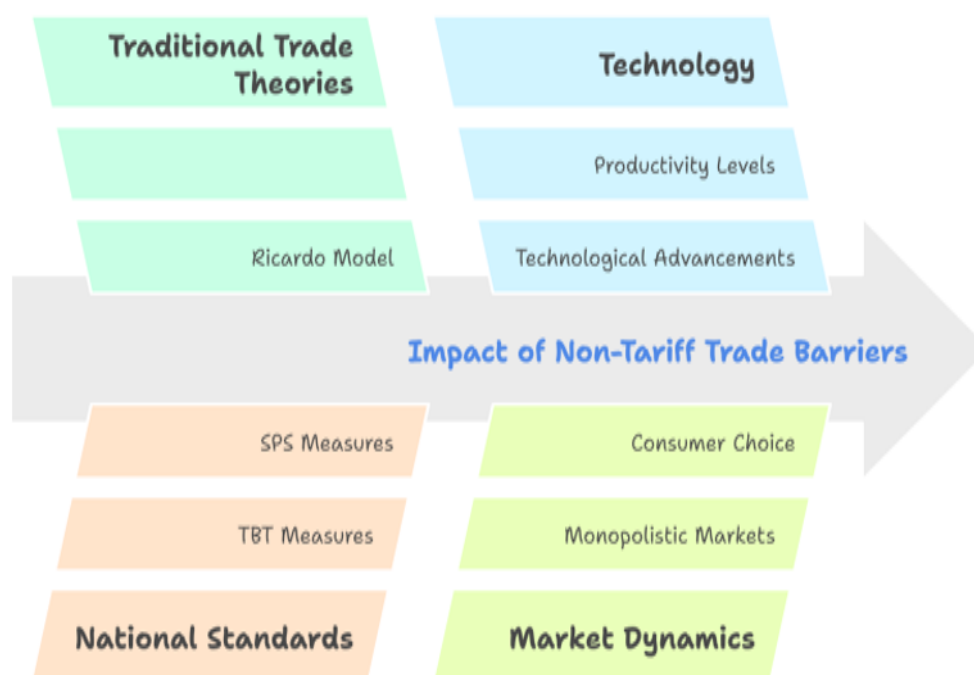 Traditional Trade
Theories
Ricardo Model
Technology
Productivity Levels
Technological Advancements
Impact of Non-Tariff Trade Barriers
SPS Measures
TBT Measures
National Standards
Consumer Choice
Monopolistic Markets
Market Dynamics